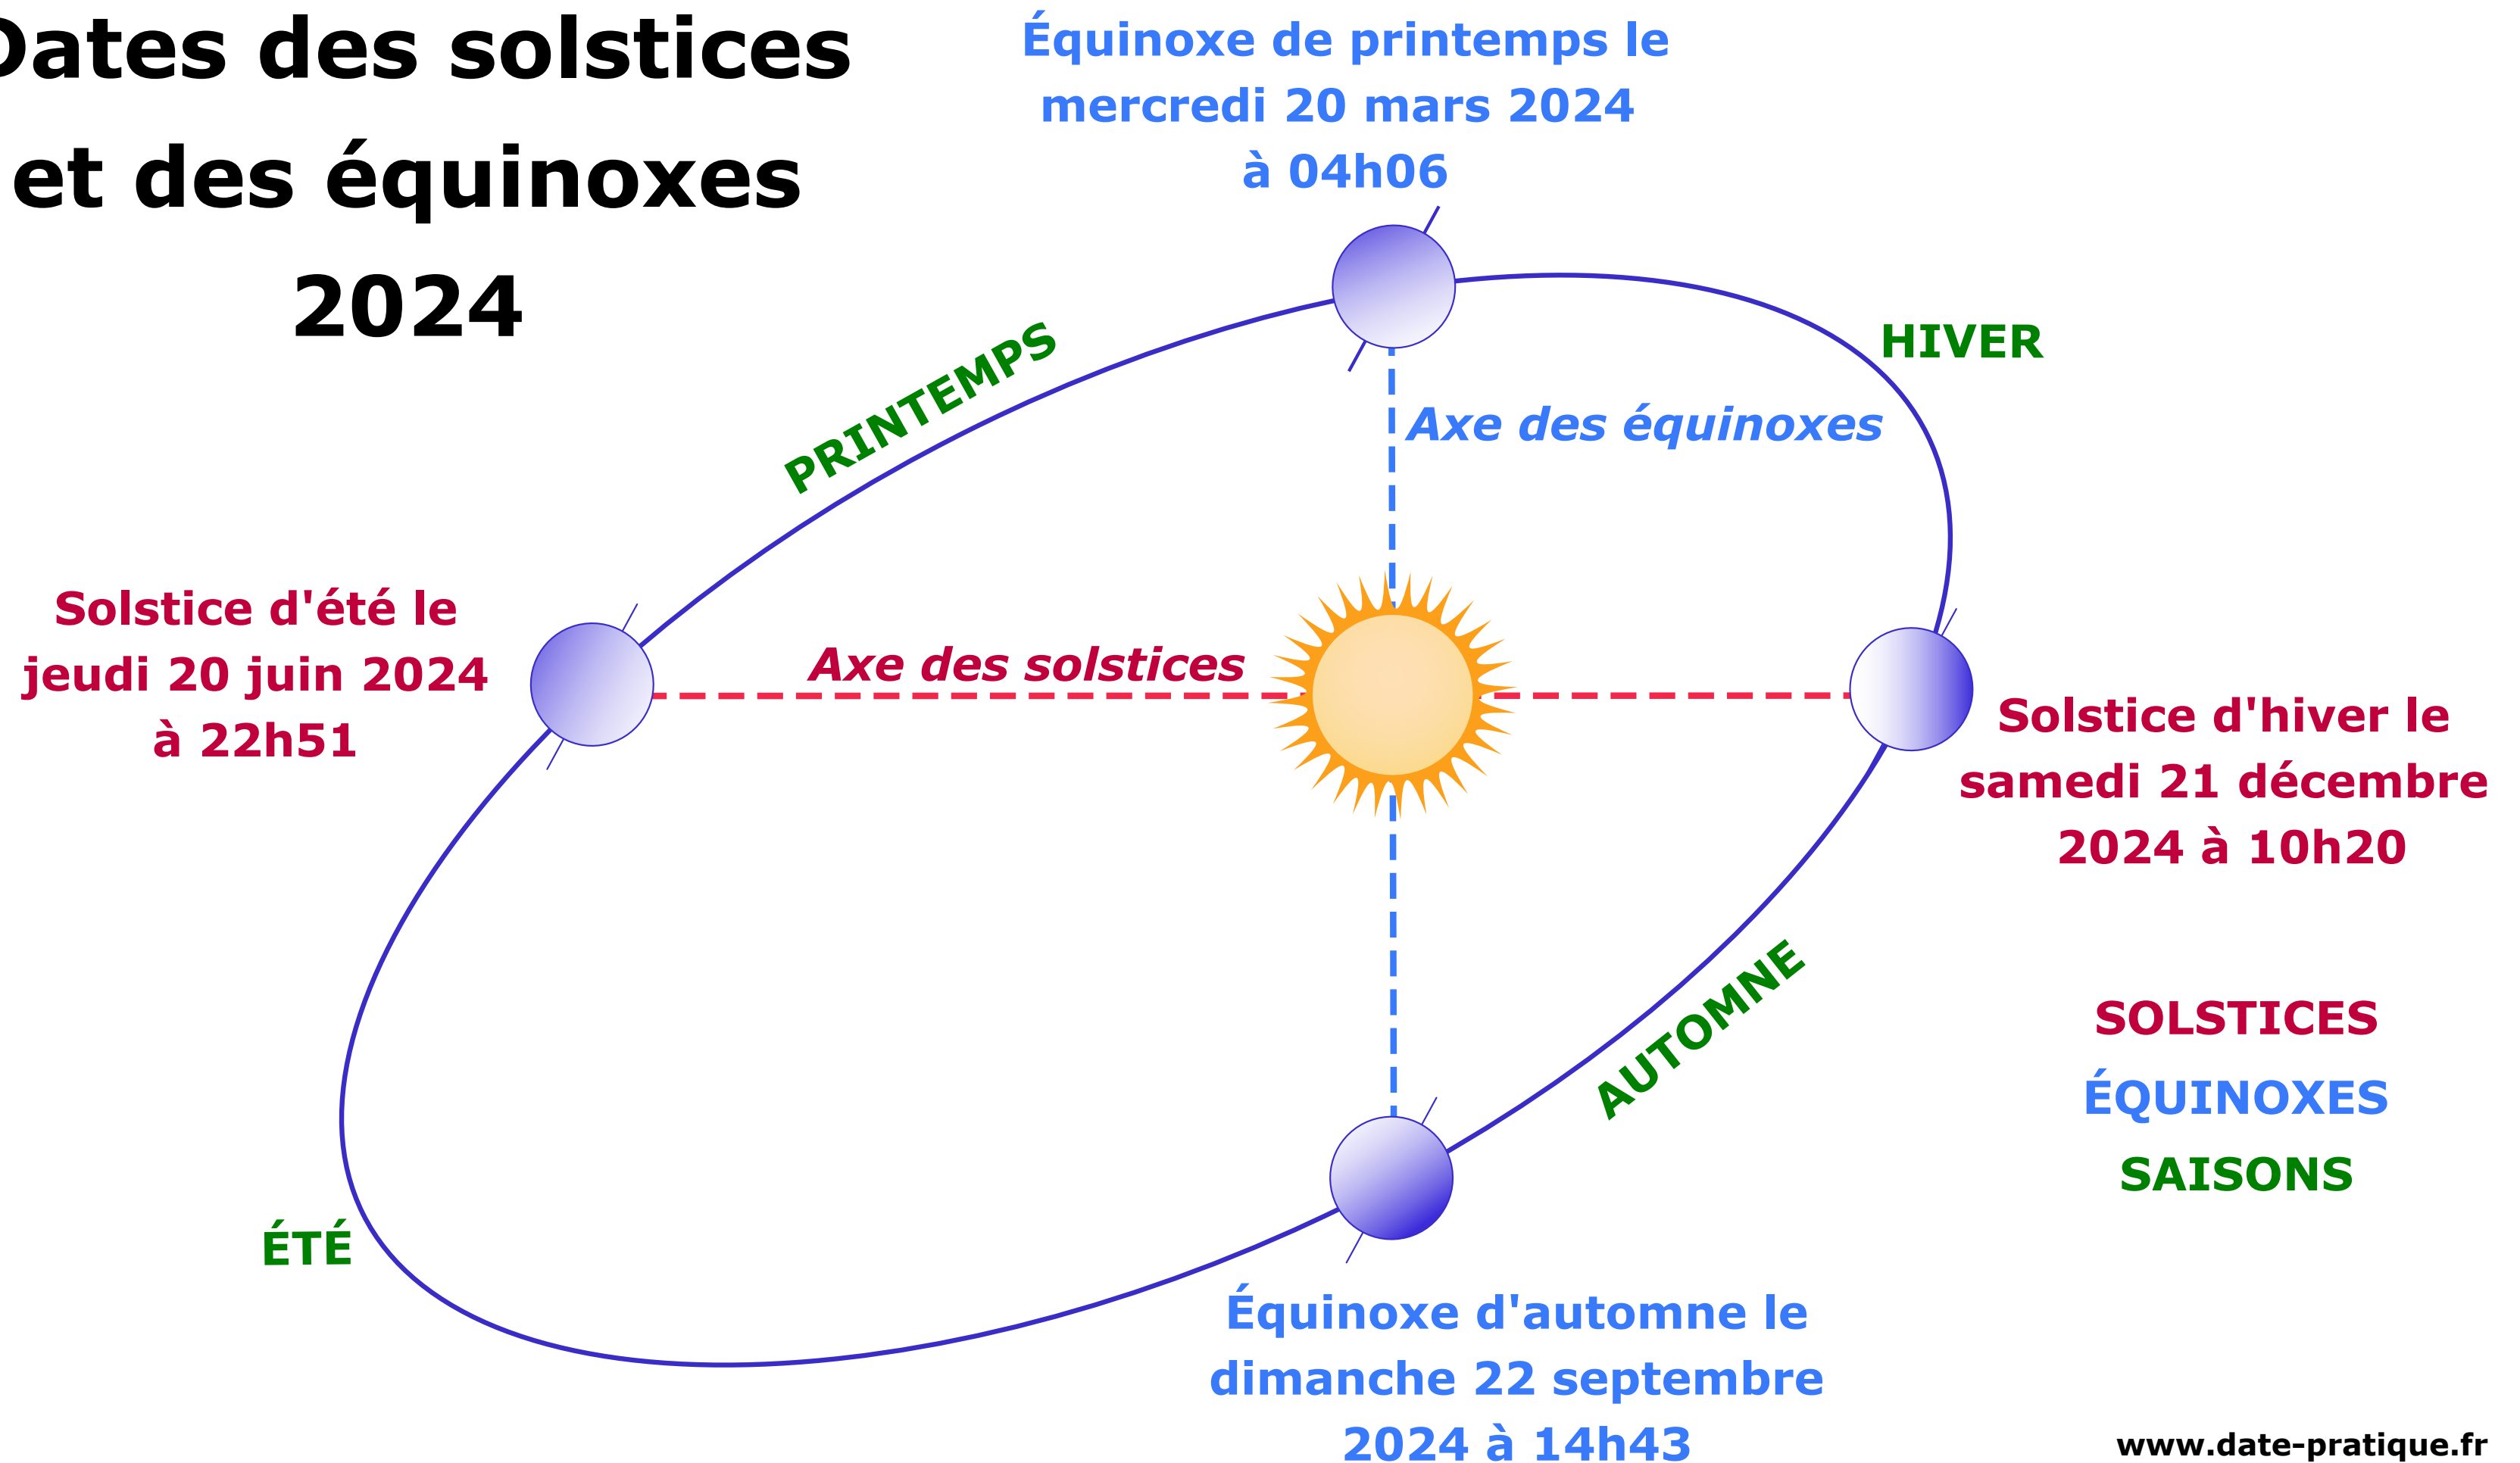 Dates des solstices
et des équinoxes
2024
Équinoxe de printemps le
mercredi 20 mars 2024
à 04h06
HIVER
PRINTEMPS
Axe des équinoxes
Solstice d'été le
jeudi 20 juin 2024
à 22h51
Axe des solstices
Solstice d'hiver le
samedi 21 décembre
2024 à 10h20
AUTOMNE
SOLSTICES
ÉQUINOXES
SAISONS
ÉTÉ
Équinoxe d'automne le
dimanche 22 septembre
2024 à 14h43
www.date-pratique.fr